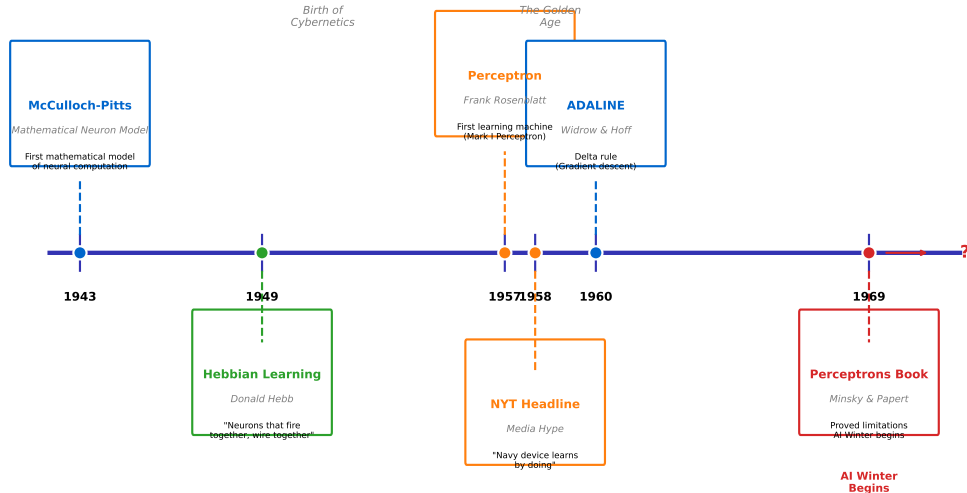 Birth of
Cybernetics
The Golden
Age
McCulloch-Pitts
Mathematical Neuron Model
First mathematical model
of neural computation
Perceptron
Frank Rosenblatt
First learning machine
(Mark I Perceptron)
ADALINE
Widrow & Hoff
Delta rule
(Gradient descent)
?
1943
1949
1957
1958
1960
1969
Hebbian Learning
Donald Hebb
"Neurons that fire
together, wire together"
NYT Headline
Media Hype
"Navy device learns
by doing"
Perceptrons Book
Minsky & Papert
Proved limitations
AI Winter begins
AI Winter
Begins